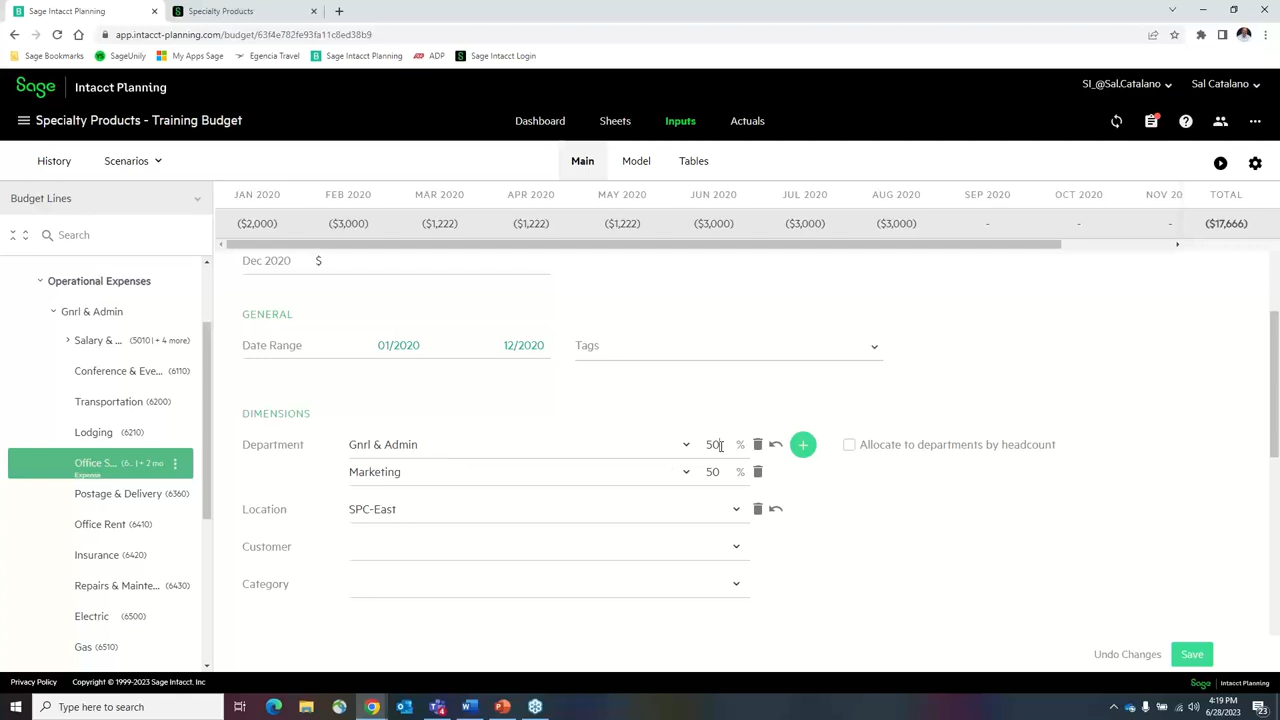 Sage Intacct Planning
Specialty Products
app.intacct-planning.com/budget/63f4e782fe93fa11c8ed38b9
Sage Bookmarks
SageUnily
My Apps Sage
Egencia Travel
Sage Intacct Planning
ADP
Sage Intacct Login
Sage
Intacct Planning
SI_@Sal.Catalano
Sal Catalano
Specialty Products - Training Budget
Dashboard
Sheets
Inputs
Actuals
History
Scenarios
Main
Model
Tables
Budget Lines
JAN 2020
FEB 2020
MAR 2020
APR 2020
MAY 2020
JUN 2020
JUL 2020
AUG 2020
SEP 2020
OCT 2020
NOV 20
TOTAL
($2,000)
($3,000)
($1,222)
($1,222)
($1,222)
($3,000)
($3,000)
($3,000)
-
-
-
($17,666)
Search
Operational Expenses
Gnrl & Admin
Salary & ... (5010 | + 4 more)
Conference & Eve... (6110)
Transportation (6200)
Lodging (6210)
Office S... (6... | + 2 mo
Expense
Postage & Delivery (6360)
Office Rent (6410)
Insurance (6420)
Repairs & Mainte... (6430)
Electric (6500)
Gas (6510)
Dec 2020 $
GENERAL
Date Range 01/2020 12/2020
Tags
DIMENSIONS
Department Gnrl & Admin 50 %
Allocate to departments by headcount
Marketing 50 %
Location SPC-East
Customer
Category
Undo Changes
Save
Privacy Policy
Copyright © 1999-2023 Sage Intacct. Inc
Sage Intacct Planning
Type here to search
4:19 PM
6/28/2023
23